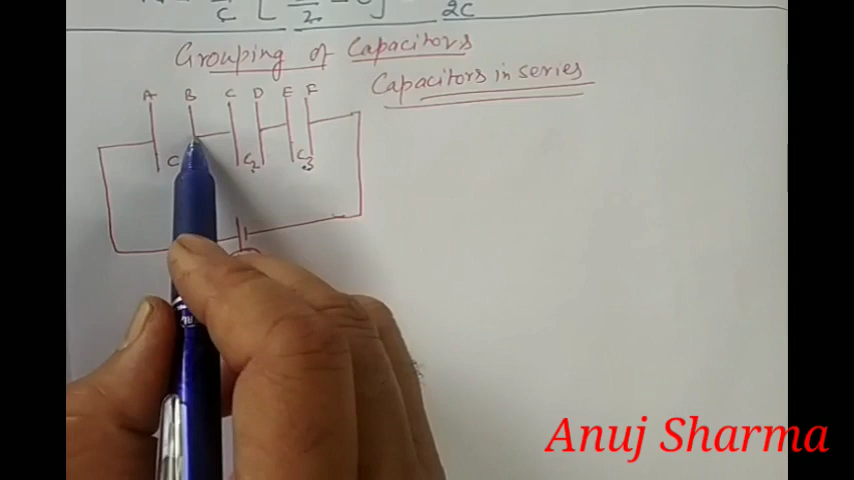 2C
Grouping of Capacitors
Capacitors in series
A B C D E F
C C2 C3
Anuj Sharma